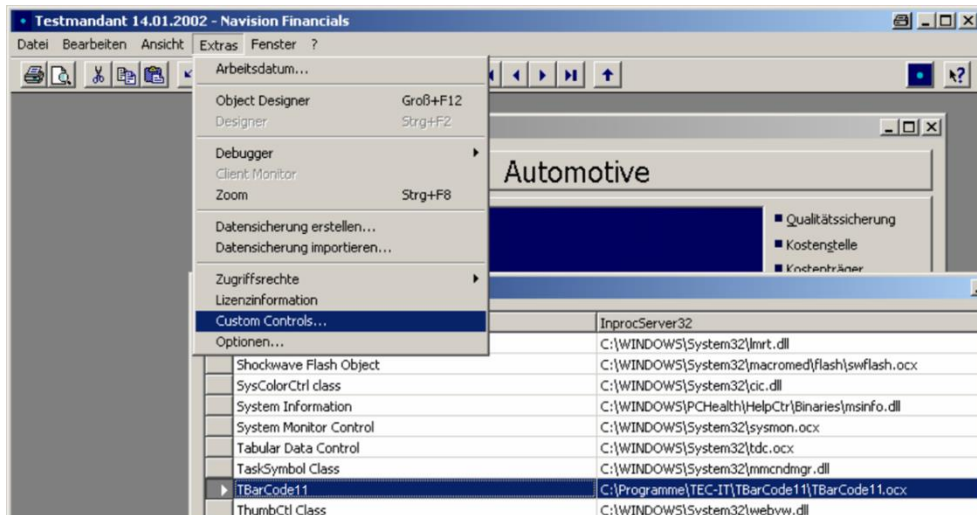 Testmandant 14.01.2002 - Navision Financials
Datei Bearbeiten Ansicht Extras Fenster ?
Arbeitsdatum...
Object Designer Groß+F12
Designer Strg+F2
Debugger
Client Monitor
Zoom Strg+F8
Datensicherung erstellen...
Datensicherung importieren...
Zugriffsrechte
Lizenzinformation
Custom Controls...
Optionen...
Automotive
Qualitätssicherung
Kostenstelle
Kostenträger
InprocServer32
C:\WINDOWS\System32\lmrt.dll
Shockwave Flash Object C:\WINDOWS\System32\macromed\flash\swflash.ocx
SysColorCtrl class C:\WINDOWS\System32\cic.dll
System Information C:\WINDOWS\PCHealth\HelpCtr\Binaries\msinfo.dll
System Monitor Control C:\WINDOWS\System32\sysmon.ocx
Tabular Data Control C:\WINDOWS\System32\tdc.ocx
TaskSymbol Class C:\WINDOWS\System32\mmcndmgr.dll
TBarCode11 C:\Programme\TEC-IT\TBarCode11\TBarCode11.ocx
ThumbCtl Class C:\WINDOWS\System32\webvw.dll